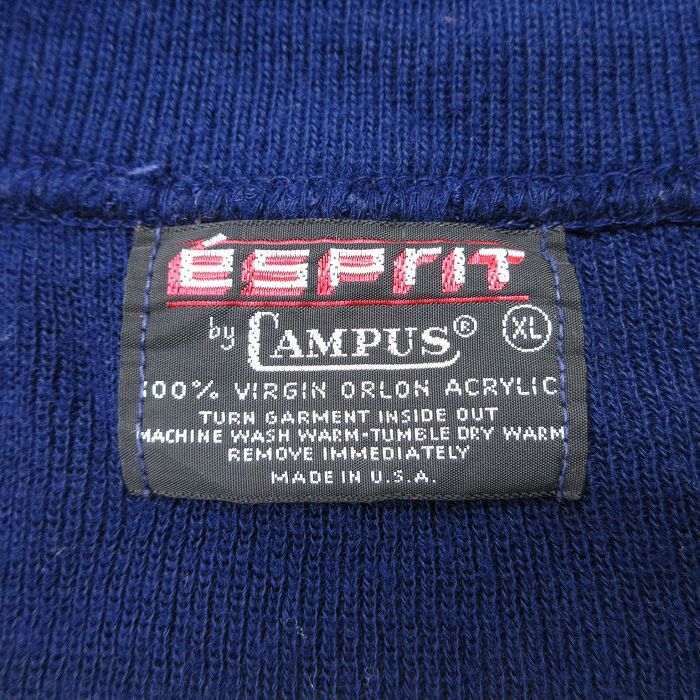 ÉSPRIT
by CAMPUS® XL
100% VIRGIN ORLON ACRYLIC
TURN GARMENT INSIDE OUT
MACHINE WASH WARM-TUMBLE DRY WARM
REMOVE IMMEDIATELY
MADE IN U.S.A.